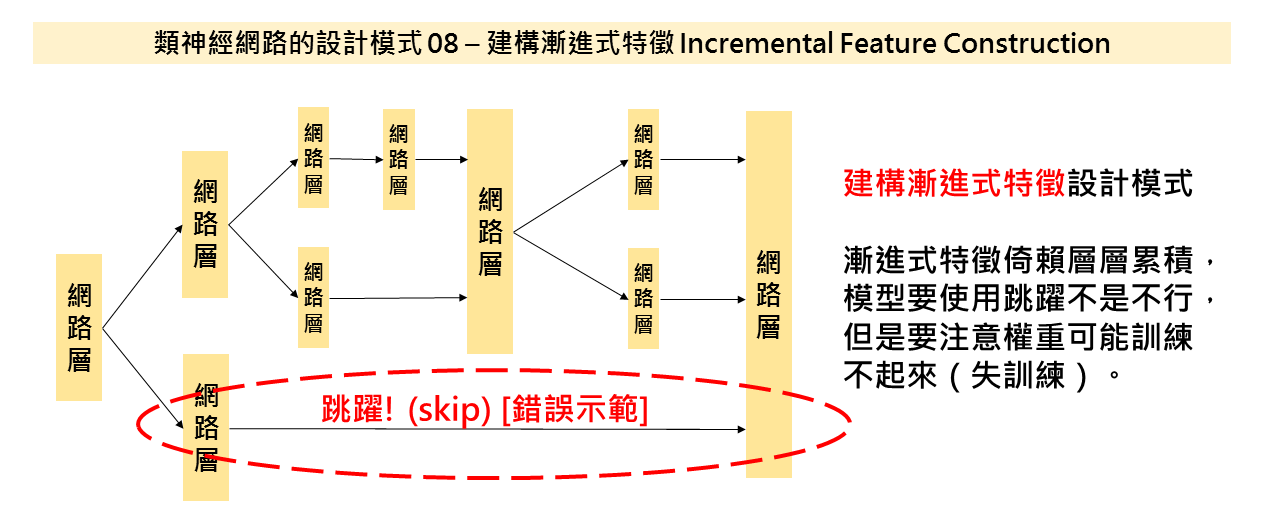 類神經網路的設計模式 08 – 建構漸進式特徵 Incremental Feature Construction
網路層
網路層
網路層
網路層
網路層
網路層
網路層
網路層
網路層
網路層
跳躍! (skip) [錯誤示範]
網路層
建構漸進式特徵設計模式
漸進式特徵倚賴層層累積，
模型要使用跳躍不是不行，
但是要注意權重可能訓練
不起來（失訓練）。